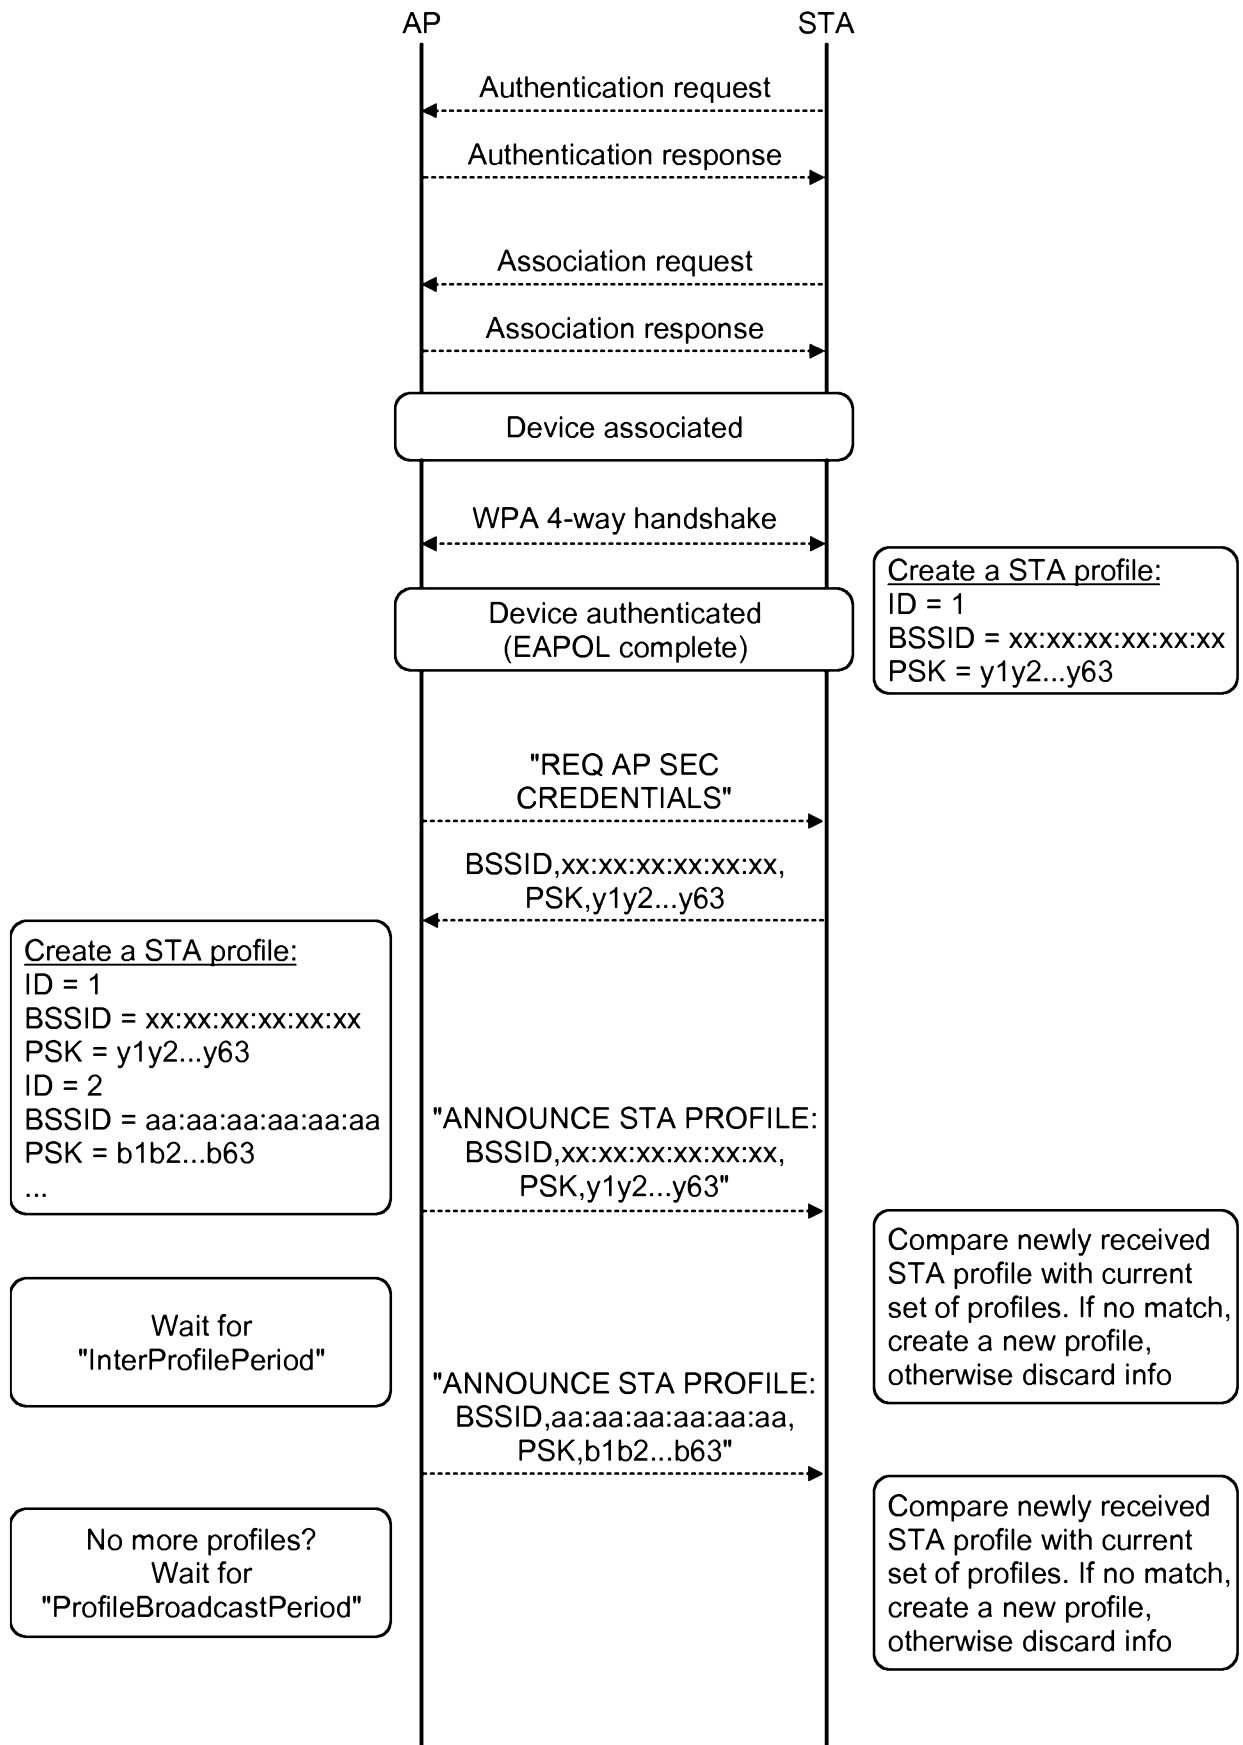 AP
STA
Authentication request
Authentication response
Association request
Association response
Device associated
WPA 4-way handshake
Create a STA profile:
ID = 1
BSSID = xx:xx:xx:xx:xx:xx
PSK = y1y2...y63
Device authenticated
(EAPOL complete)
"REQ AP SEC
CREDENTIALS"
BSSID,xx:xx:xx:xx:xx:xx,
PSK,y1y2...y63
Create a STA profile:
ID = 1
BSSID = xx:xx:xx:xx:xx:xx
PSK = y1y2...y63
ID = 2
BSSID = aa:aa:aa:aa:aa:aa
PSK = b1b2...b63
...
"ANNOUNCE STA PROFILE:
BSSID,xx:xx:xx:xx:xx:xx,
PSK,y1y2...y63"
Compare newly received
STA profile with current
set of profiles. If no match,
create a new profile,
otherwise discard info
Wait for
"InterProfilePeriod"
"ANNOUNCE STA PROFILE:
BSSID,aa:aa:aa:aa:aa:aa,
PSK,b1b2...b63"
Compare newly received
STA profile with current
set of profiles. If no match,
create a new profile,
otherwise discard info
No more profiles?
Wait for
"ProfileBroadcastPeriod"